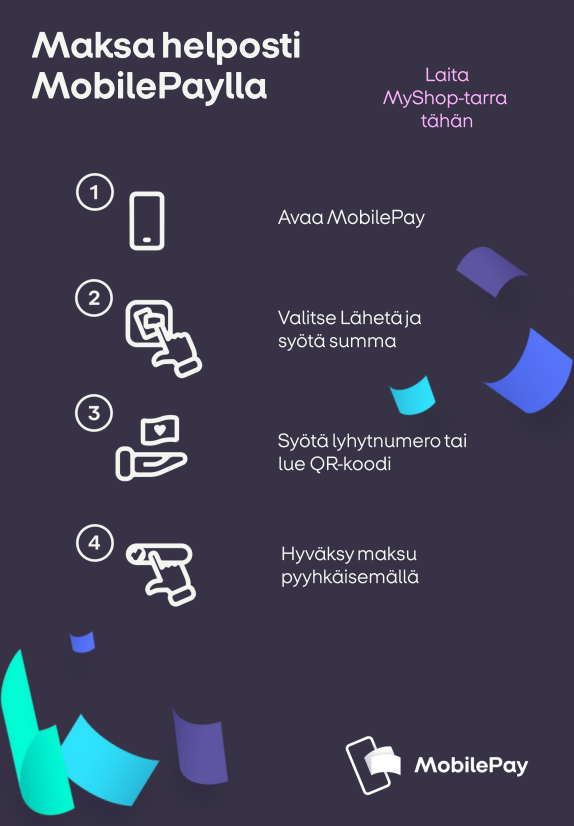 Maksa helposti
MobilePaylla
Laita
MyShop-tarra
tähän
1
Avaa MobilePay
2
Valitse Lähetä ja
syötä summa
3
Syötä lyhytnumero tai
lue QR-koodi
4
Hyväksy maksu
pyyhkäisemällä
MobilePay